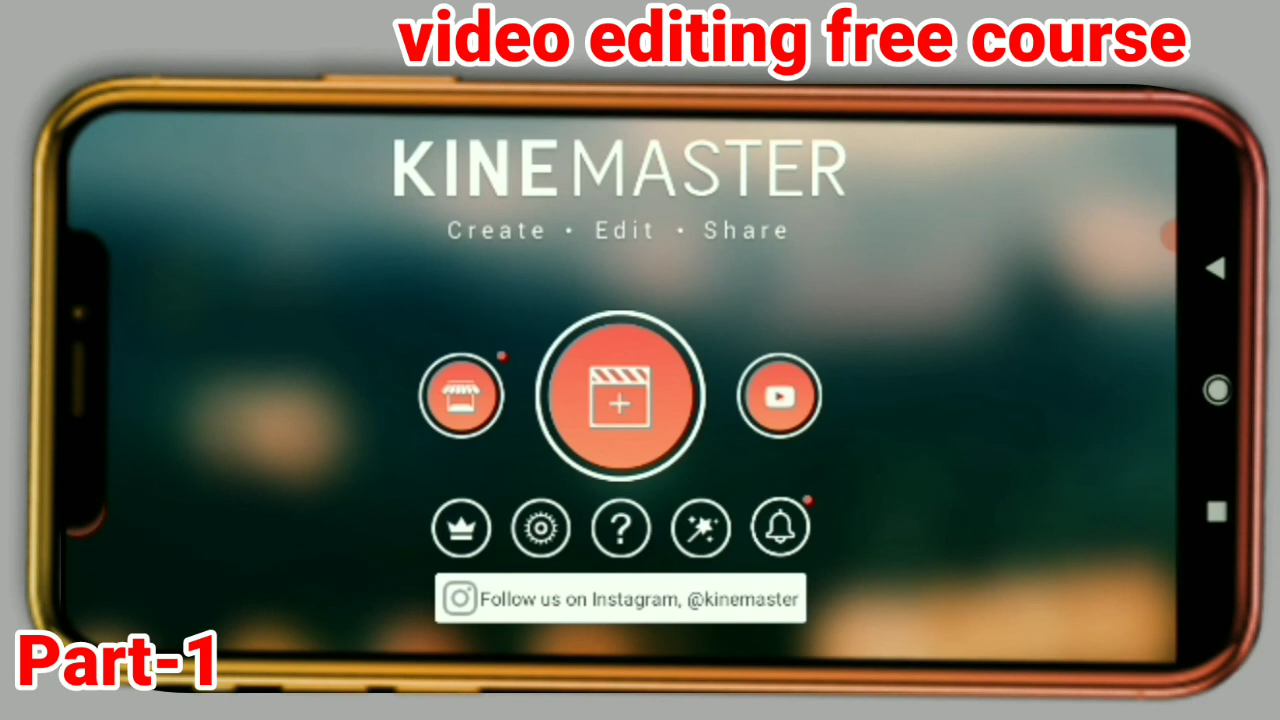 video editing free course
KINEMASTER
Create • Edit • Share
?
Follow us on Instagram, @kinemaster
Part-1